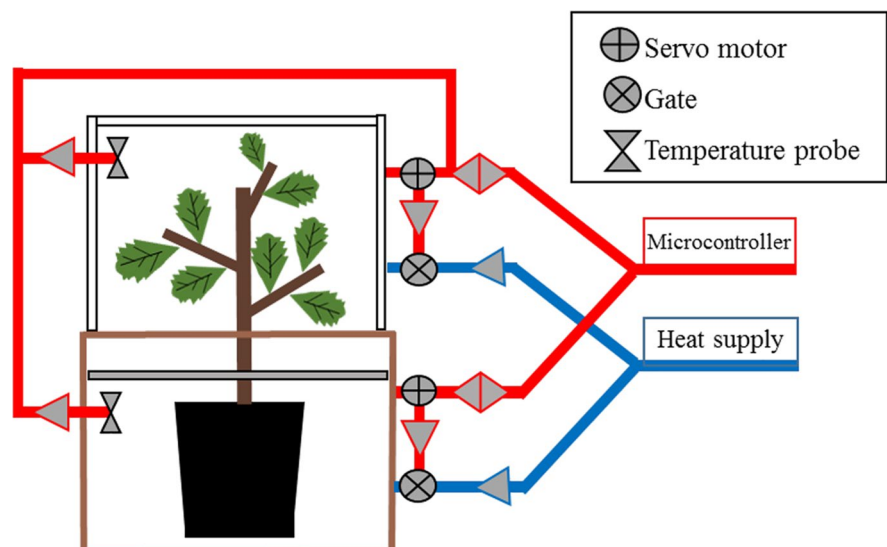 Servo motor
Gate
Temperature probe
Microcontroller
Heat supply